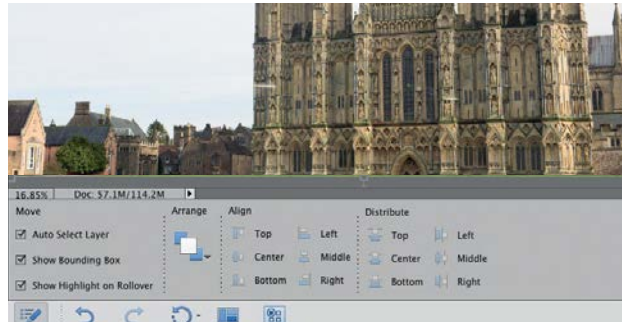 16.85% Doc: 57.1M/114.2M
Move Arrange Align Distribute
Auto Select Layer Top Left Top Left
Show Bounding Box Center Middle Center Middle
Show Highlight on Rollover Bottom Right Bottom Right